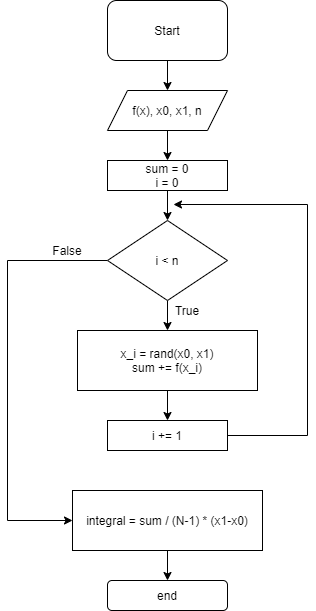 Start
f(x), x0, x1, n
sum = 0
i = 0
i < n
False
True
x_i = rand(x0, x1)
sum += f(x_i)
i += 1
integral = sum / (N-1) * (x1-x0)
end